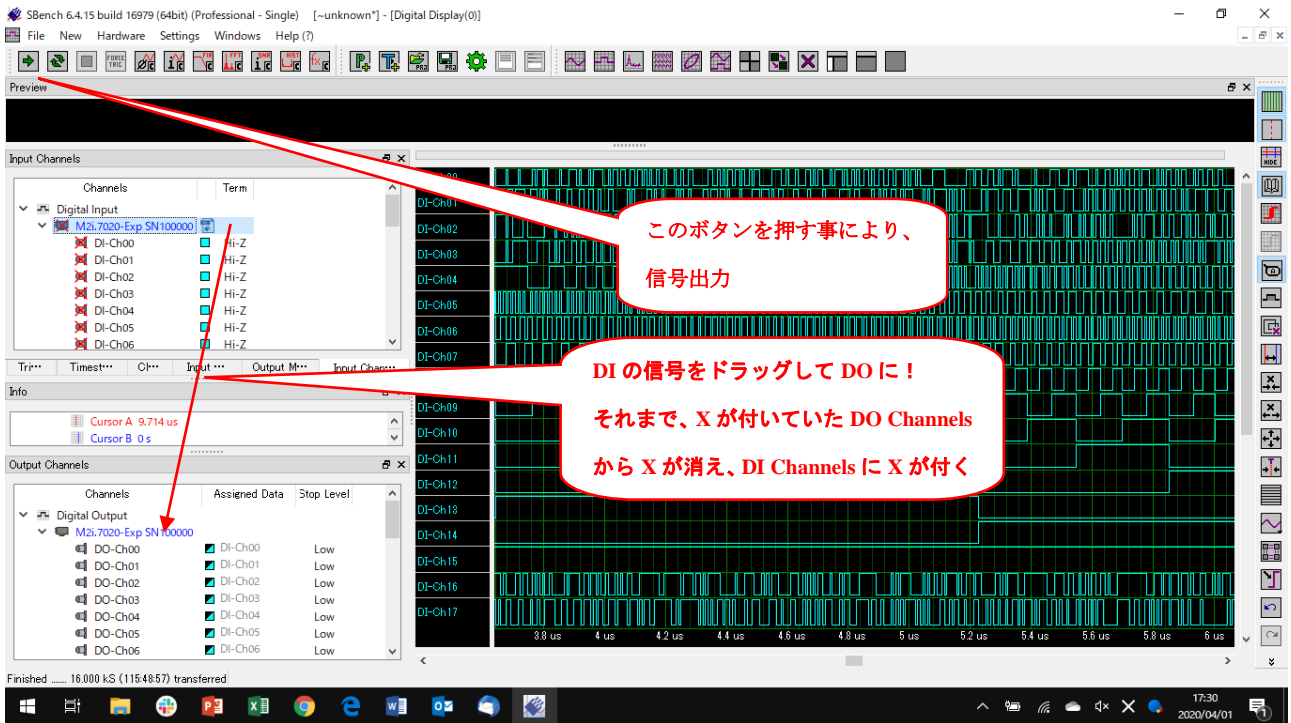 SBench 6.4.15 build 16979 (64bit) (Professional - Single) [~unknown*] - [Digital Display(0)]
File New Hardware Settings Windows Help (?)
Preview
Input Channels
Channels Term
Digital Input
M2i.7020-Exp SN100000
DI-Ch00 Hi-Z
DI-Ch01 Hi-Z
DI-Ch02 Hi-Z
DI-Ch03 Hi-Z
DI-Ch04 Hi-Z
DI-Ch05 Hi-Z
DI-Ch06 Hi-Z
Tri… Timest… Cl… Input … Output M… Input Chan…
Info
Cursor A 9.714 us
Cursor B 0 s
Output Channels
Channels Assigned Data Stop Level
Digital Output
M2i.7020-Exp SN100000
DO-Ch00 DI-Ch00 Low
DO-Ch01 DI-Ch01 Low
DO-Ch02 DI-Ch02 Low
DO-Ch03 DI-Ch03 Low
DO-Ch04 DI-Ch04 Low
DO-Ch05 DI-Ch05 Low
DO-Ch06 DI-Ch06 Low
DI-Ch01
DI-Ch02
DI-Ch03
DI-Ch04
DI-Ch05
DI-Ch06
DI-Ch07
DI-Ch09
DI-Ch10
DI-Ch11
DI-Ch12
DI-Ch13
DI-Ch14
DI-Ch15
DI-Ch16
DI-Ch17
3.8 us 4 us 4.2 us 4.4 us 4.6 us 4.8 us 5 us 5.2 us 5.4 us 5.6 us 5.8 us 6 us
このボタンを押す事により、
信号出力
DI の信号をドラッグして DO に！
それまで、X が付いていた DO Channels
から X が消え、DI Channels に X が付く
HIDE
Finished ...... 16.000 kS (115:48:57) transferred
17:30
2020/04/01